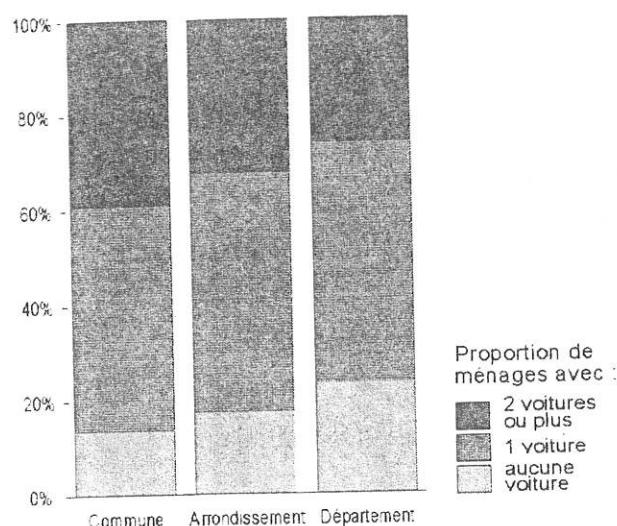 100%
80%
60%
40%
20%
0%
Commune Arrondissement Département
Proportion de
ménages avec :
2 voitures
ou plus
1 voiture
aucune
voiture